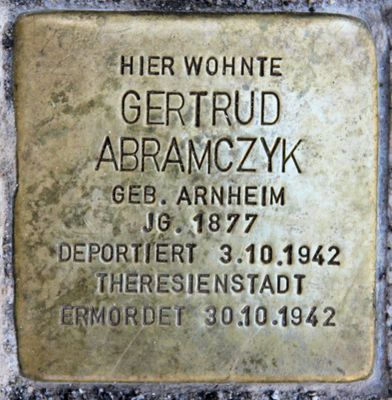 HIER WOHNTE
GERTRUD
ABRAMCZYK
GEB. ARNHEIM
JG. 1877
DEPORTIERT 3.10.1942
THERESIENSTADT
ERMORDET 30.10.1942